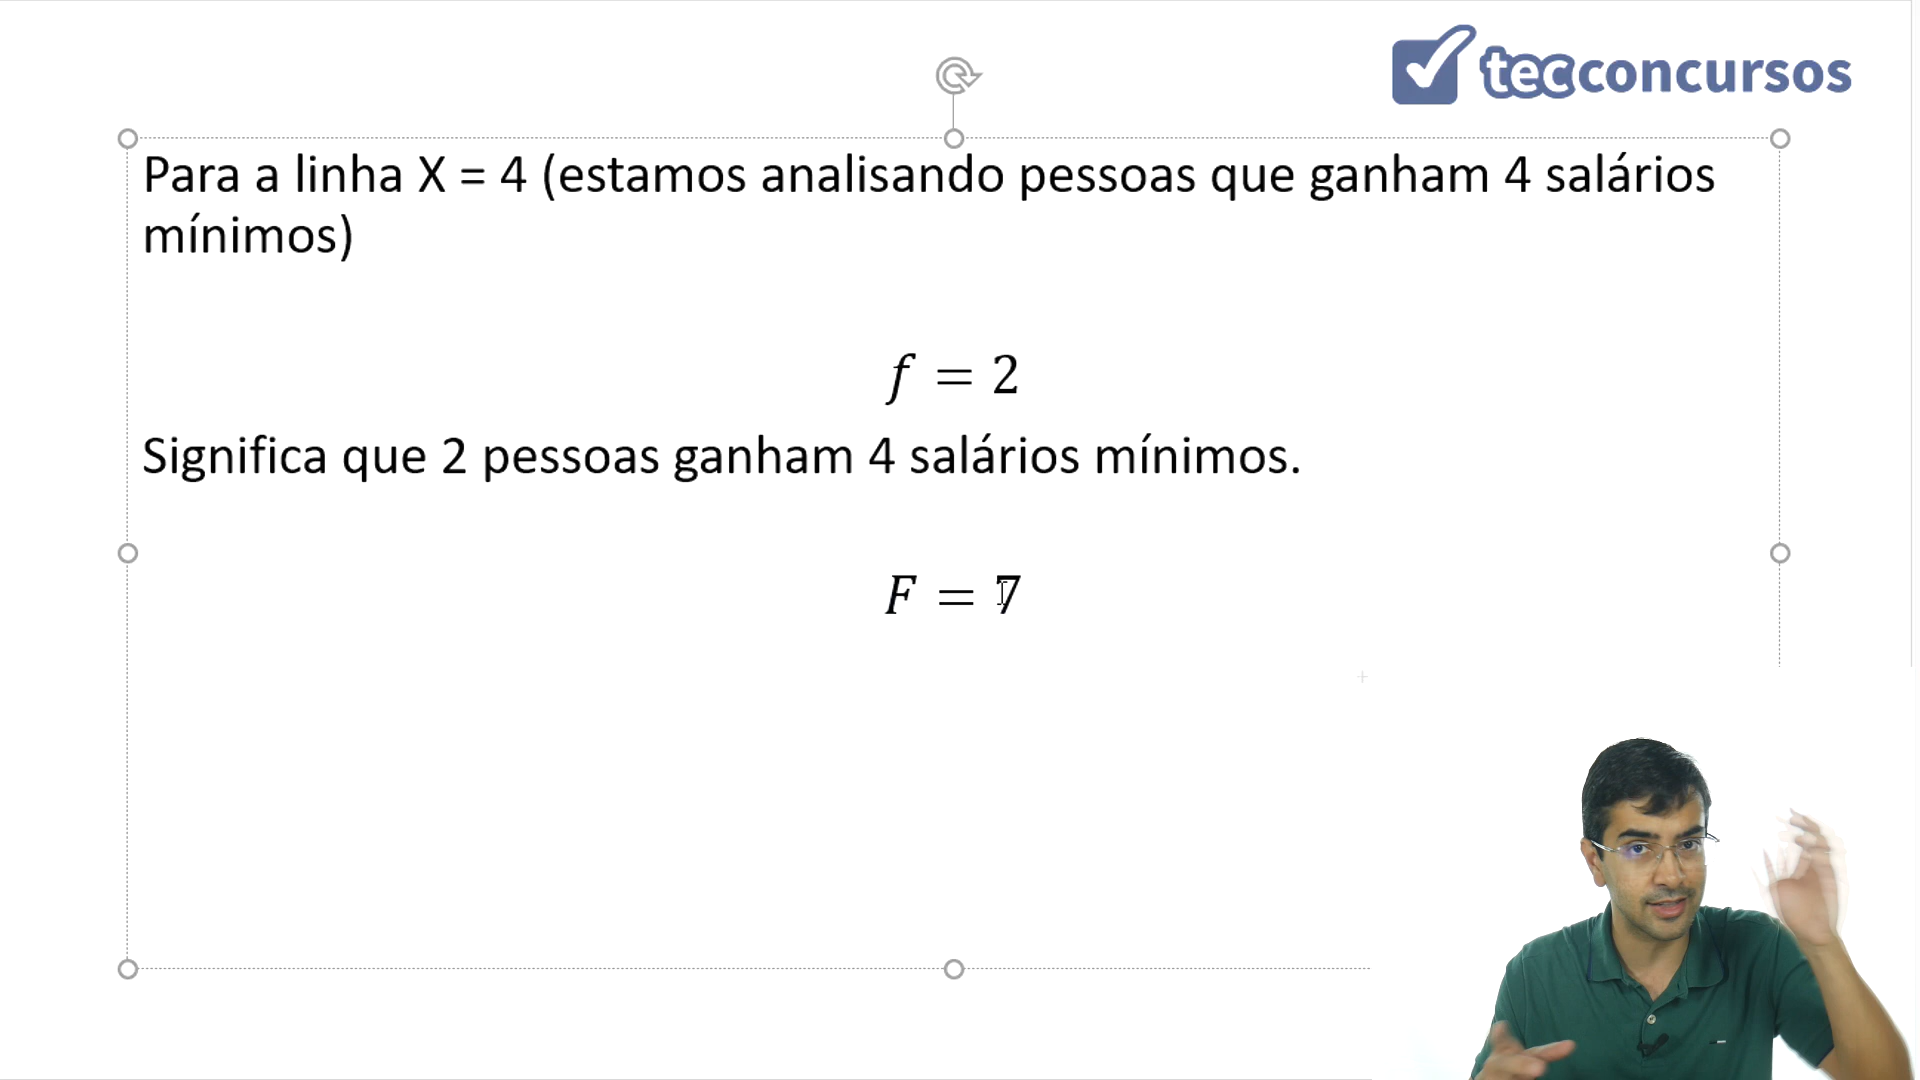 tecconcursos
Para a linha X = 4 (estamos analisando pessoas que ganham 4 salários
mínimos)
f = 2
Significa que 2 pessoas ganham 4 salários mínimos.
F = 7